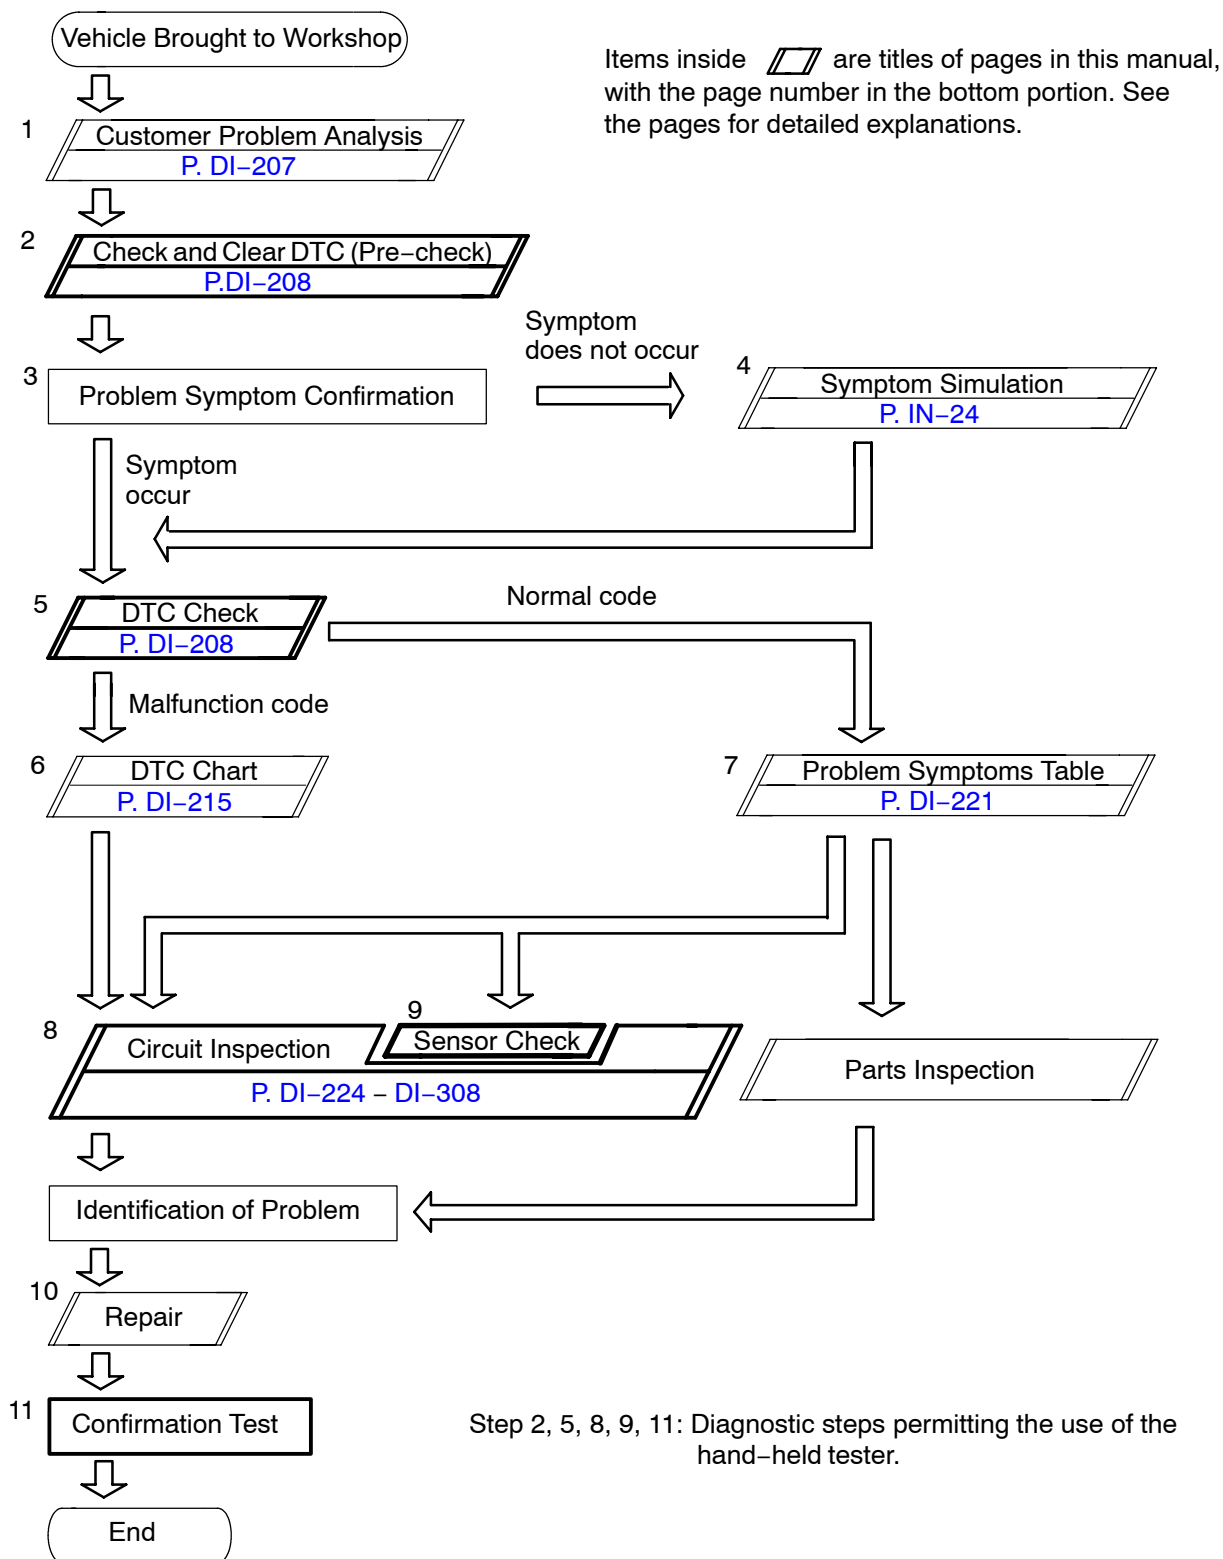 Vehicle Brought to Workshop
Items inside are titles of pages in this manual,
with the page number in the bottom portion. See
the pages for detailed explanations.
1
Customer Problem Analysis
P. DI−207
2
Check and Clear DTC (Pre−check)
P.DI−208
3
Problem Symptom Confirmation
Symptom
does not occur
4
Symptom Simulation
P. IN−24
Symptom
occur
5
DTC Check
P. DI−208
Normal code
Malfunction code
6
DTC Chart
P. DI−215
7
Problem Symptoms Table
P. DI−221
8
Circuit Inspection
9
Sensor Check
P. DI−224 − DI−308
Parts Inspection
Identification of Problem
10
Repair
11
Confirmation Test
Step 2, 5, 8, 9, 11: Diagnostic steps permitting the use of the
hand−held tester.
End